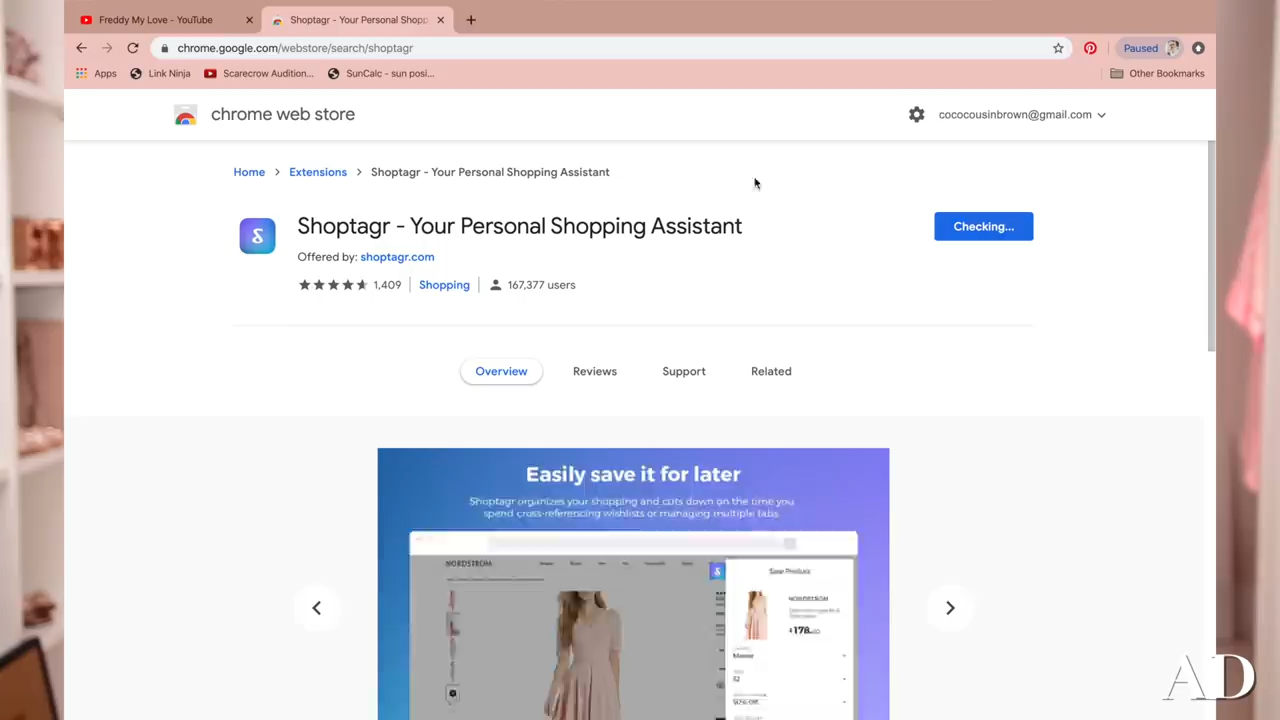 Freddy My Love - YouTube
Shoptagr - Your Personal Shopp
chrome.google.com/webstore/search/shoptagr
Paused
Apps
Link Ninja
Scarecrow Audition...
SunCalc - sun posi...
Other Bookmarks
chrome web store
cococousinbrown@gmail.com
Home
Extensions
Shoptagr - Your Personal Shopping Assistant
Shoptagr - Your Personal Shopping Assistant
Checking...
Offered by: shoptagr.com
1,409
Shopping
167,377 users
Overview
Reviews
Support
Related
Easily save it for later
Shoptagr organizes your shopping and cuts down on the time you
spend cross-referencing wishlists or managing multiple tabs
NORDSTROM
Save Product
178.00
AD